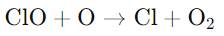 ClO + O → Cl + O₂